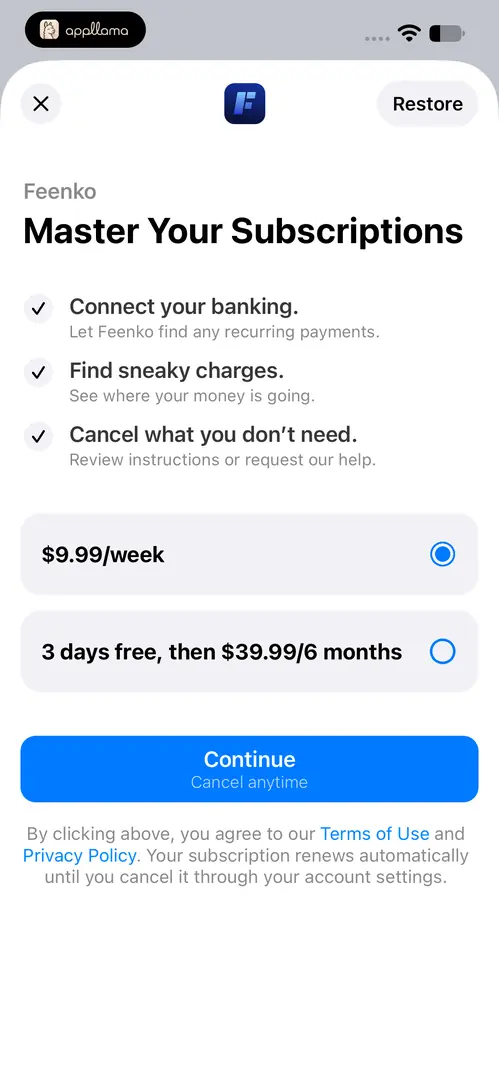 appllama
Restore
Feenko
Master Your Subscriptions
Connect your banking.
Let Feenko find any recurring payments.
Find sneaky charges.
See where your money is going.
Cancel what you don’t need.
Review instructions or request our help.
$9.99/week
3 days free, then $39.99/6 months
Continue
Cancel anytime
By clicking above, you agree to our Terms of Use and
Privacy Policy. Your subscription renews automatically
until you cancel it through your account settings.